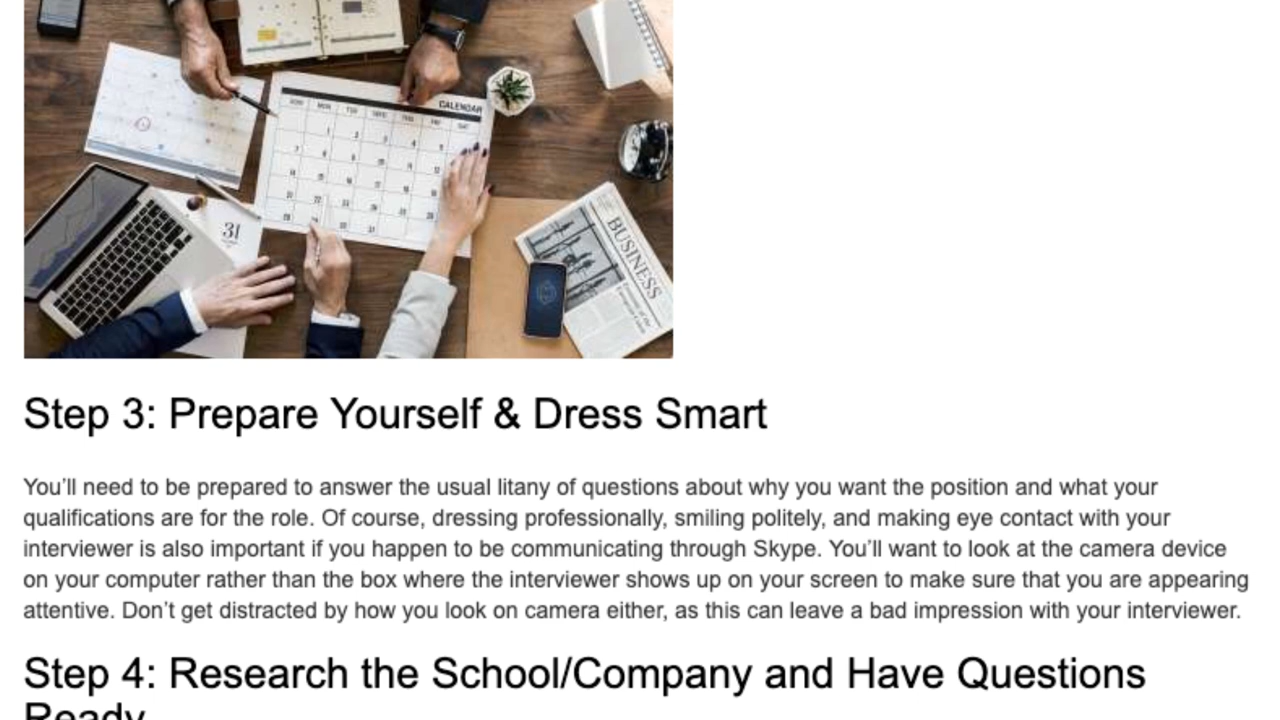 CALENDAR
31
BUSINESS
Step 3: Prepare Yourself & Dress Smart
You’ll need to be prepared to answer the usual litany of questions about why you want the position and what your
qualifications are for the role. Of course, dressing professionally, smiling politely, and making eye contact with your
interviewer is also important if you happen to be communicating through Skype. You’ll want to look at the camera device
on your computer rather than the box where the interviewer shows up on your screen to make sure that you are appearing
attentive. Don’t get distracted by how you look on camera either, as this can leave a bad impression with your interviewer.
Step 4: Research the School/Company and Have Questions
Ready